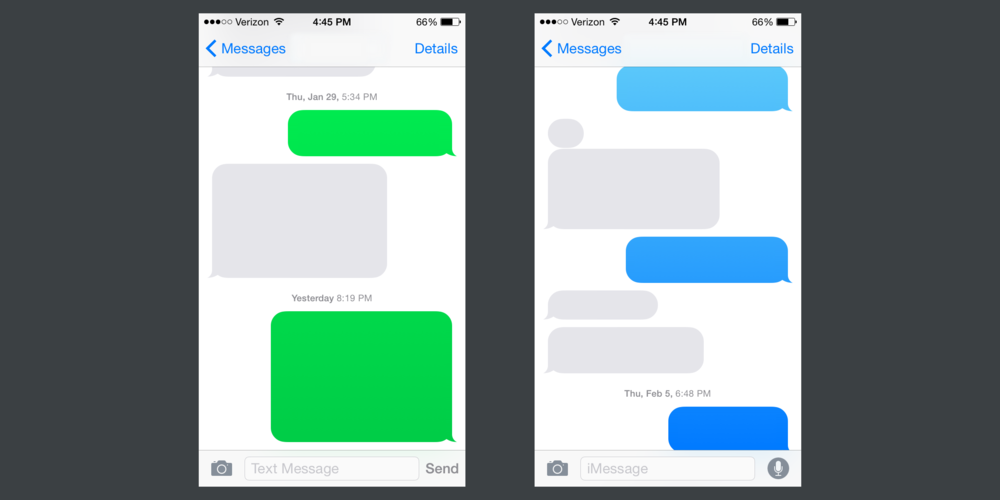 Verizon 4:45 PM 66%
Messages Details
Thu, Jan 29, 5:34 PM
Yesterday 8:19 PM
Text Message Send
Verizon 4:45 PM 66%
Messages Details
Thu, Feb 5, 6:48 PM
iMessage